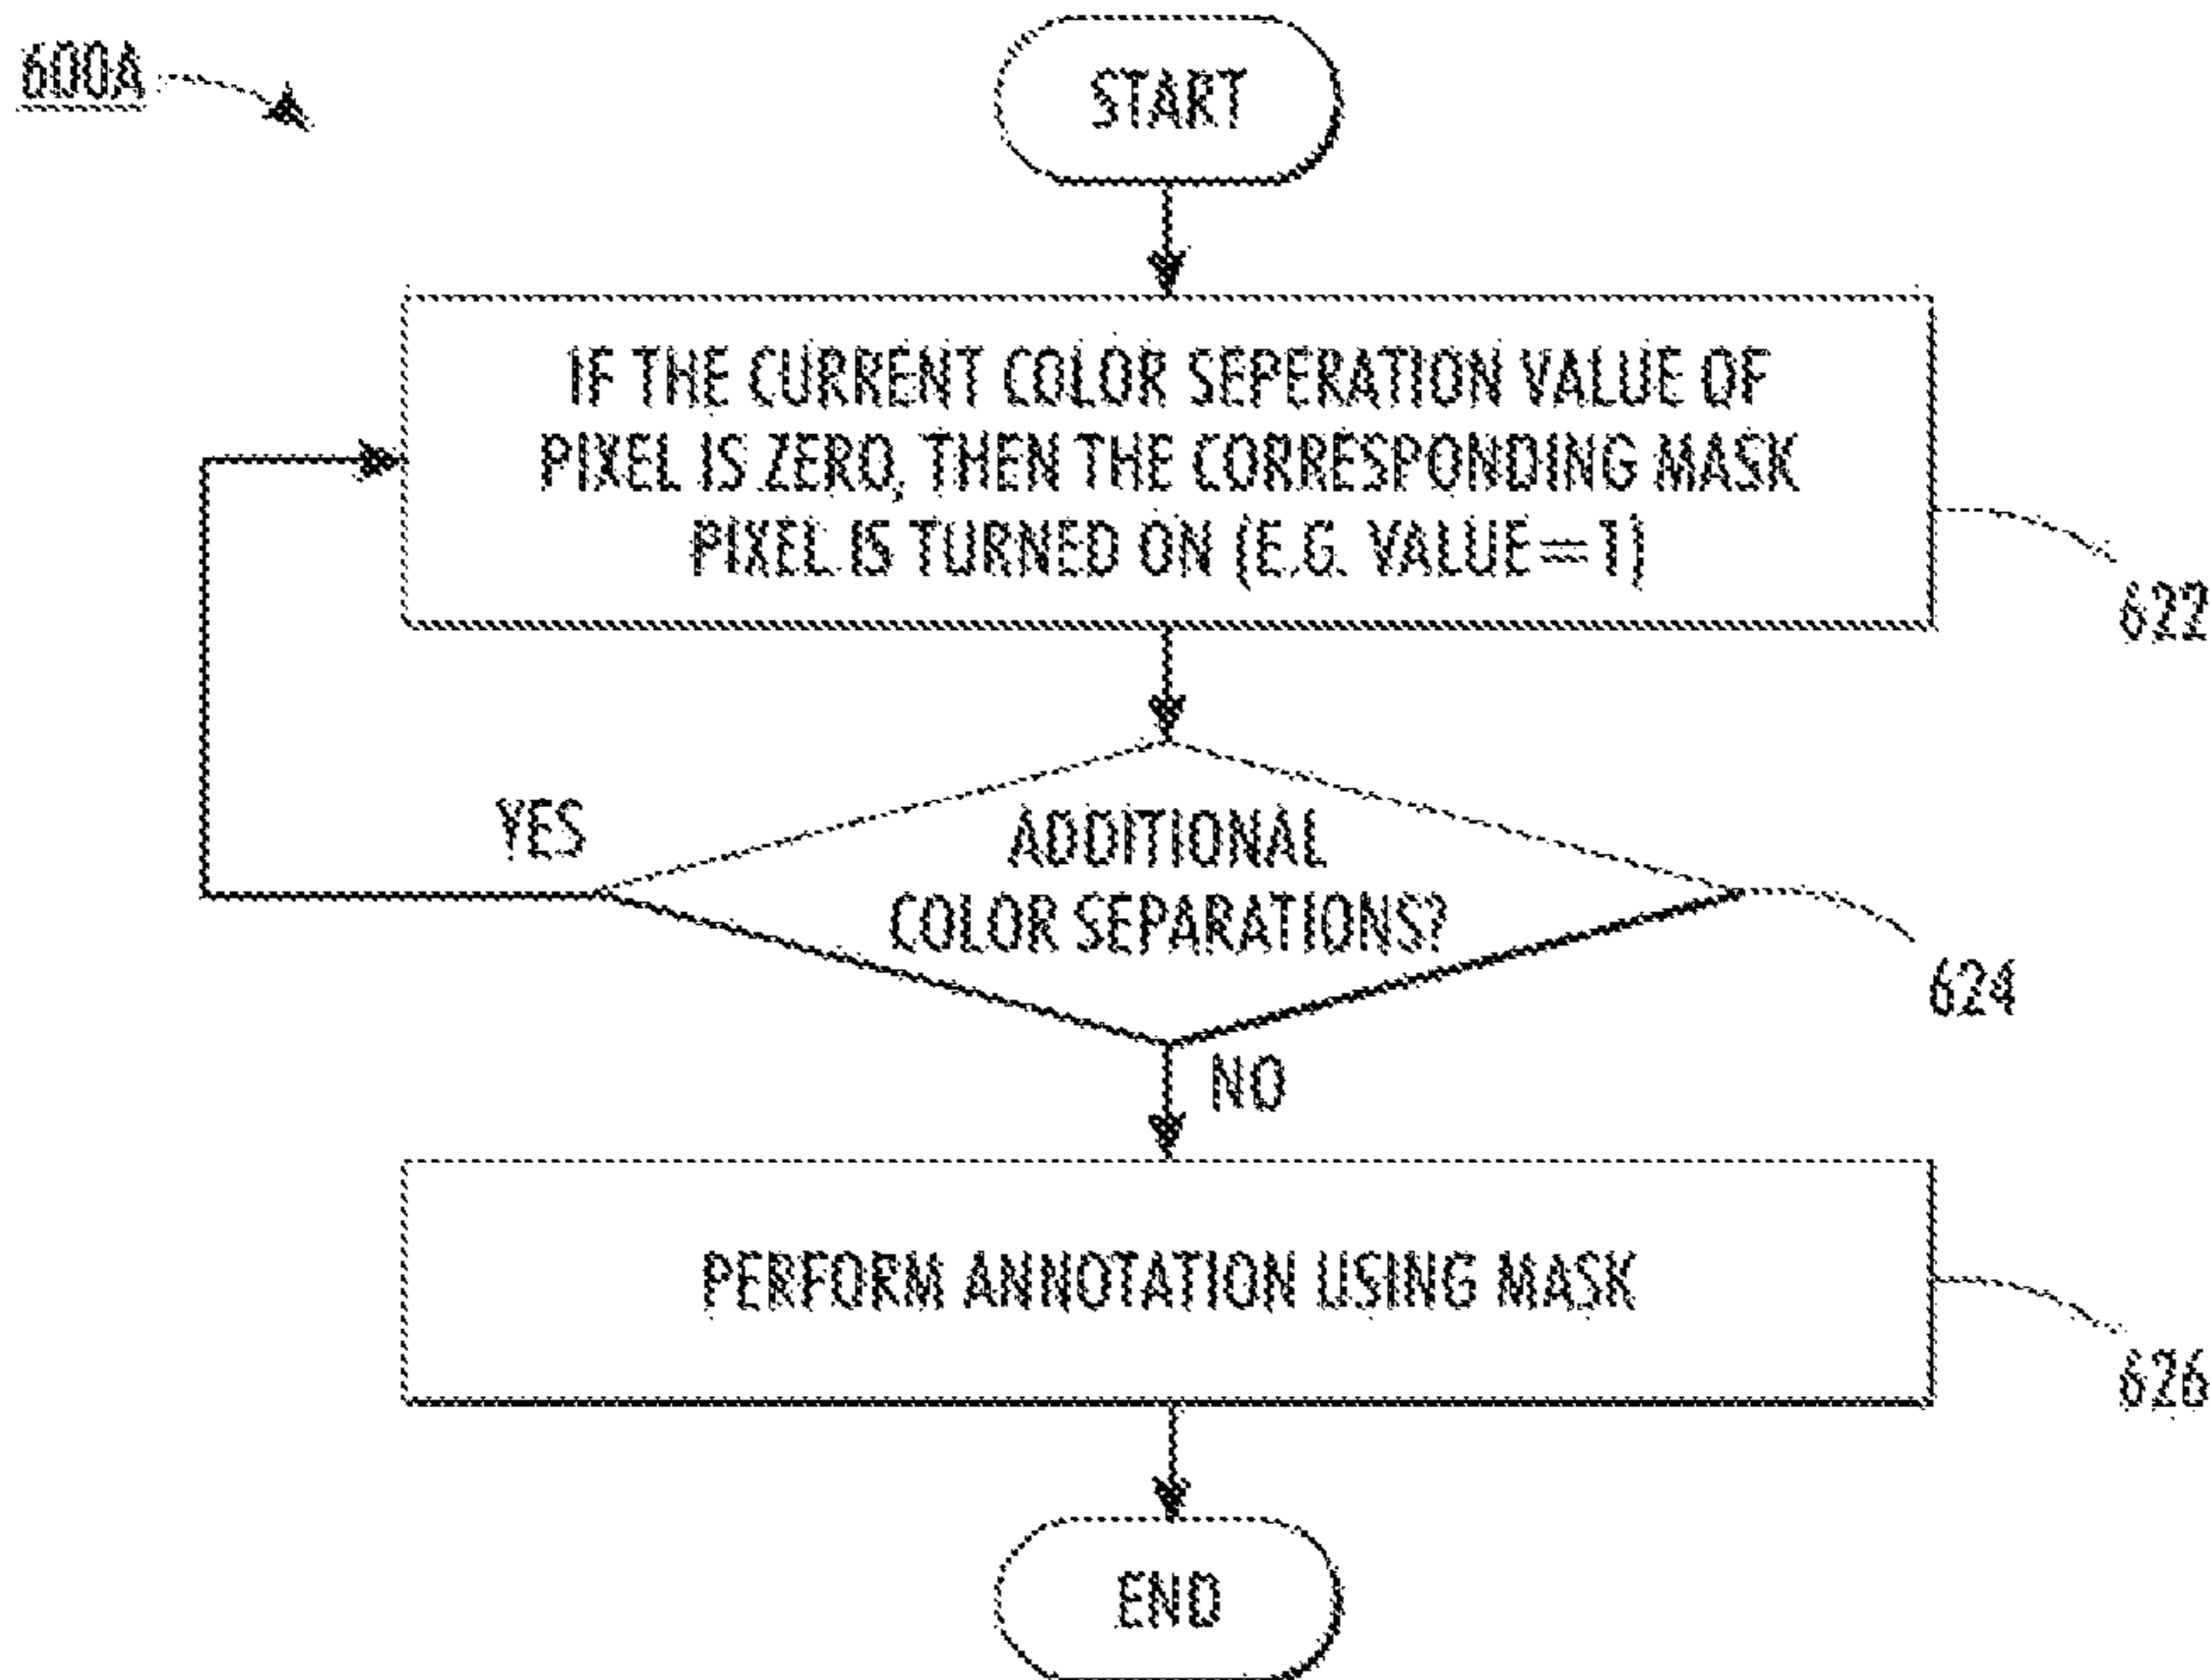 600A
START
IF THE CURRENT COLOR SEPERATION VALUE OF
PIXEL IS ZERO, THEN THE CORRESPONDING MASK
PIXEL IS TURNED ON (E.G. VALUE=1)
622
YES
ADDITIONAL
COLOR SEPARATIONS?
624
NO
PERFORM ANNOTATION USING MASK
626
END